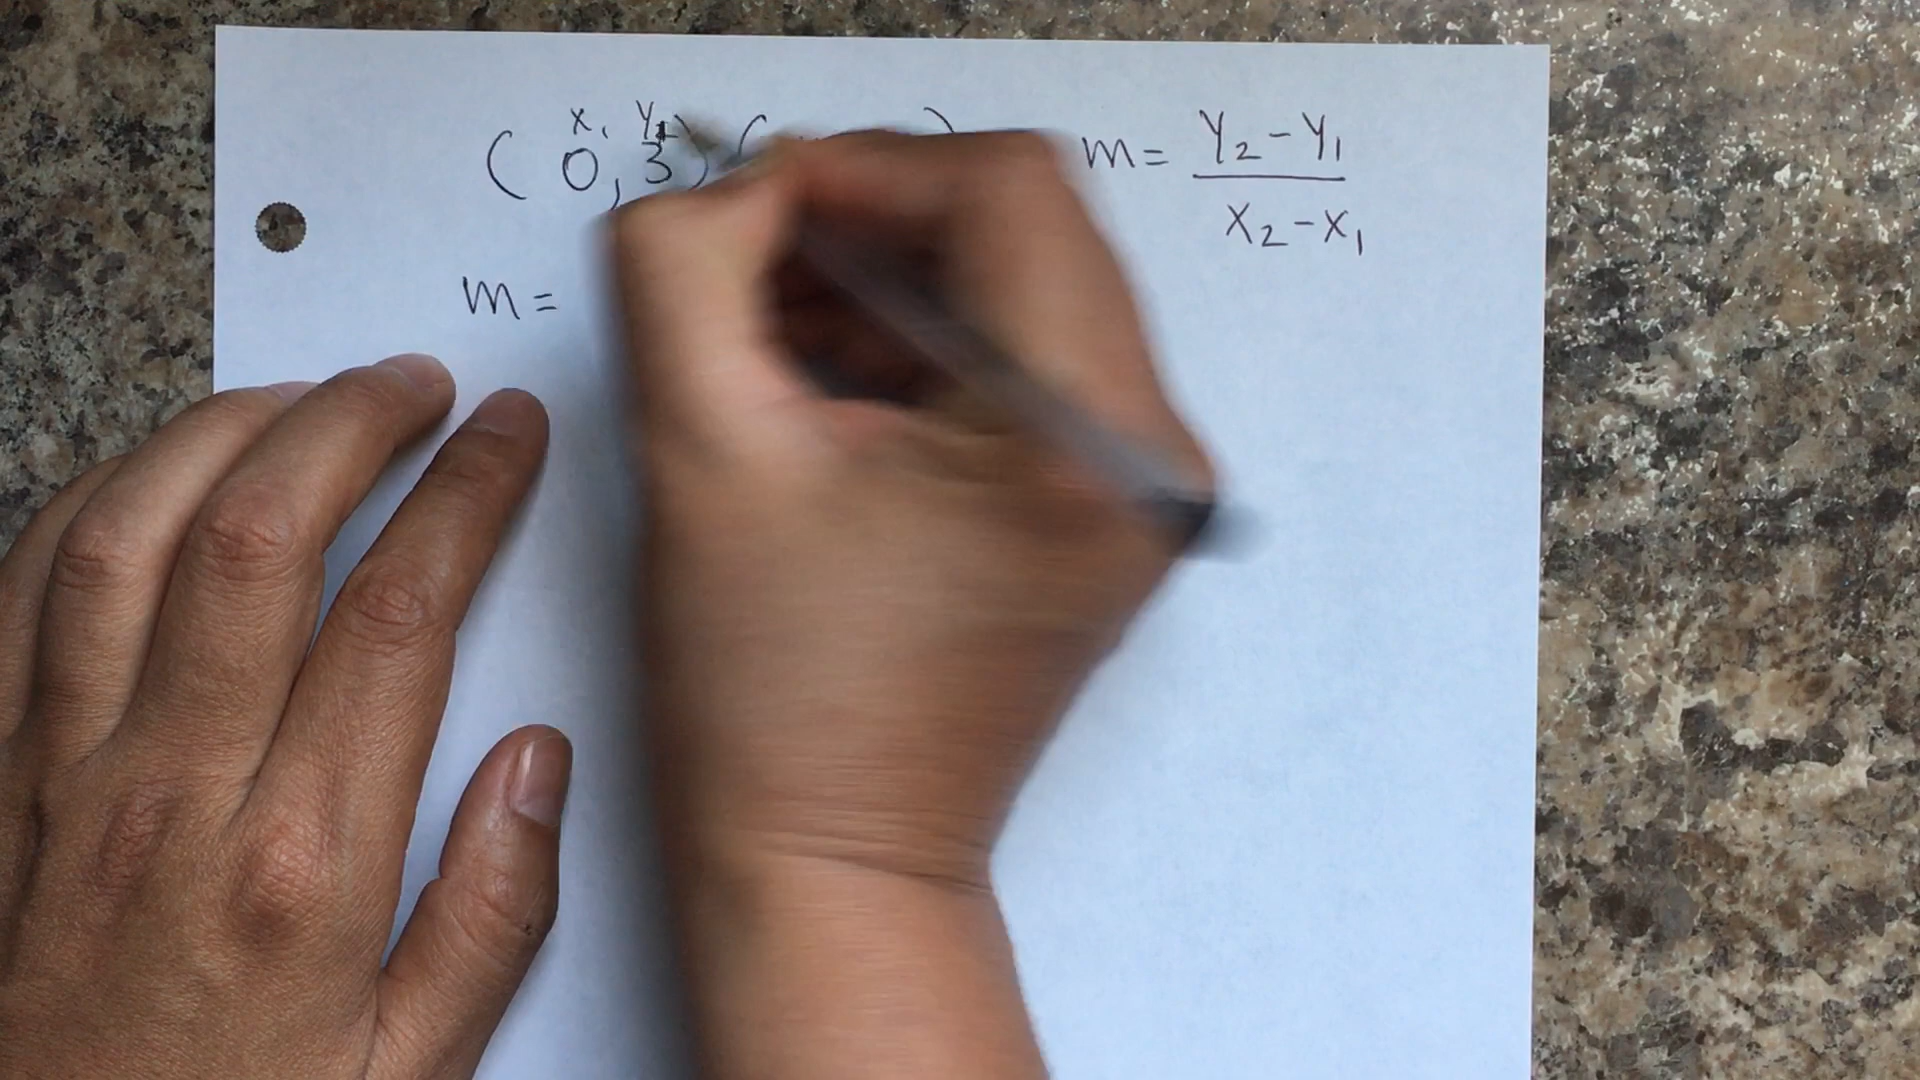 x₁ y₁
(0,3) ( ) m = y₂-y₁
x₂-x₁
m =